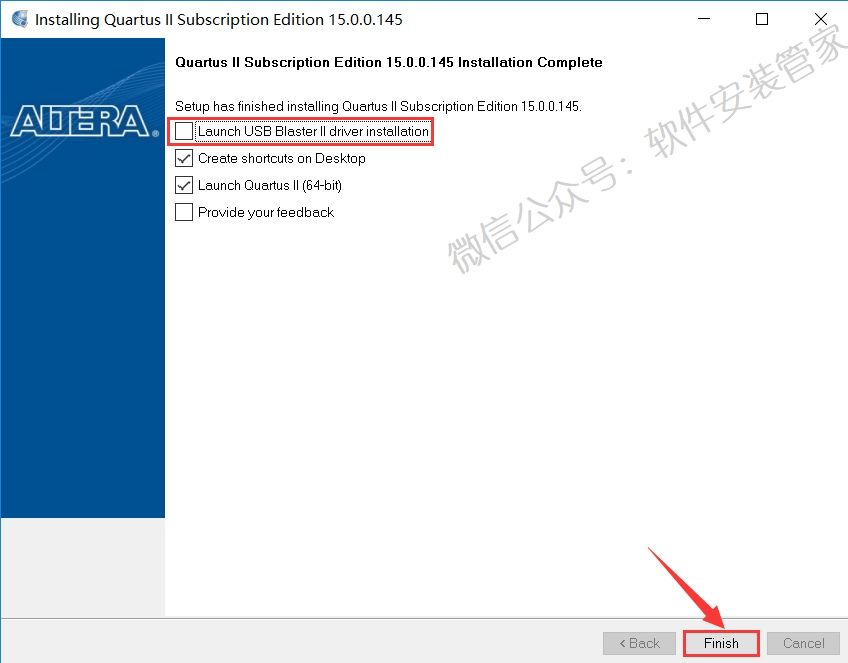 Installing Quartus II Subscription Edition 15.0.0.145
ALTERA®
Quartus II Subscription Edition 15.0.0.145 Installation Complete
Setup has finished installing Quartus II Subscription Edition 15.0.0.145.
Launch USB Blaster II driver installation
Create shortcuts on Desktop
Launch Quartus II (64-bit)
Provide your feedback
微信公众号：软件安装管家
< Back
Finish
Cancel